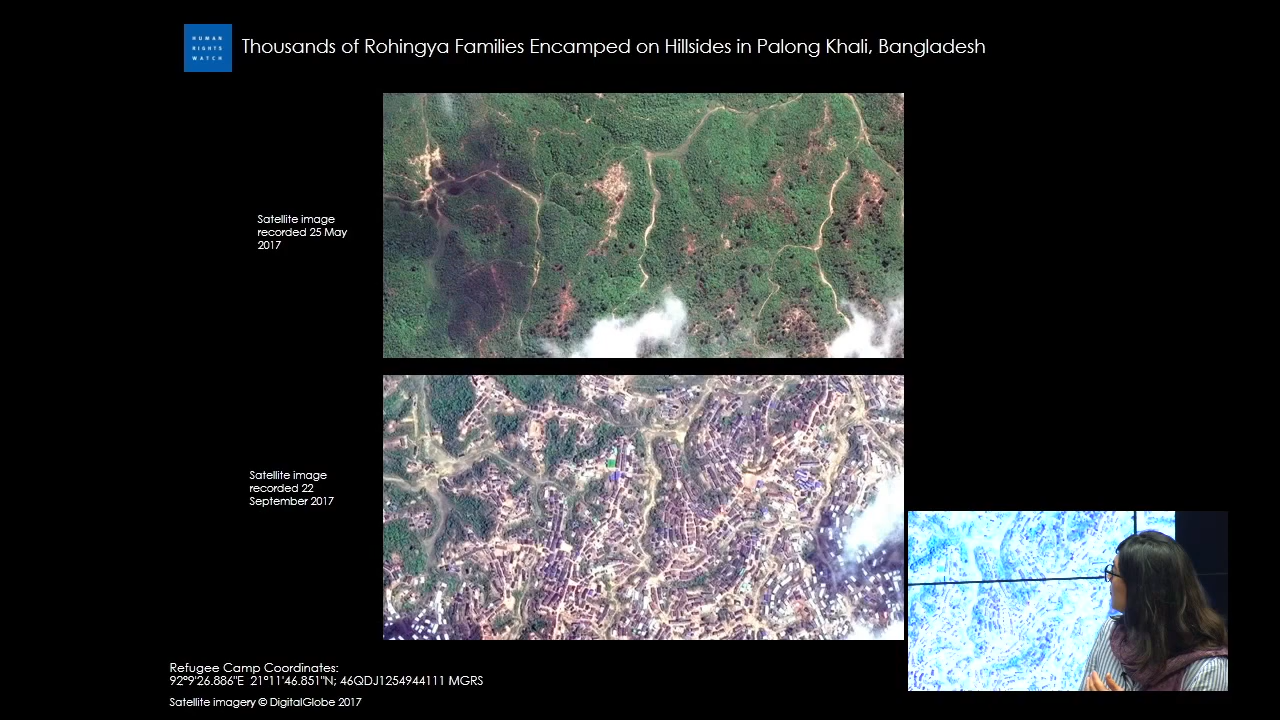 HUMAN
RIGHTS
WATCH
Thousands of Rohingya Families Encamped on Hillsides in Palong Khali, Bangladesh
Satellite image
recorded 25 May
2017
Satellite image
recorded 22
September 2017
Refugee Camp Coordinates:
92°9'26.886"E 21°11'46.851"N; 46QDJ1254944111 MGRS
Satellite imagery © DigitalGlobe 2017